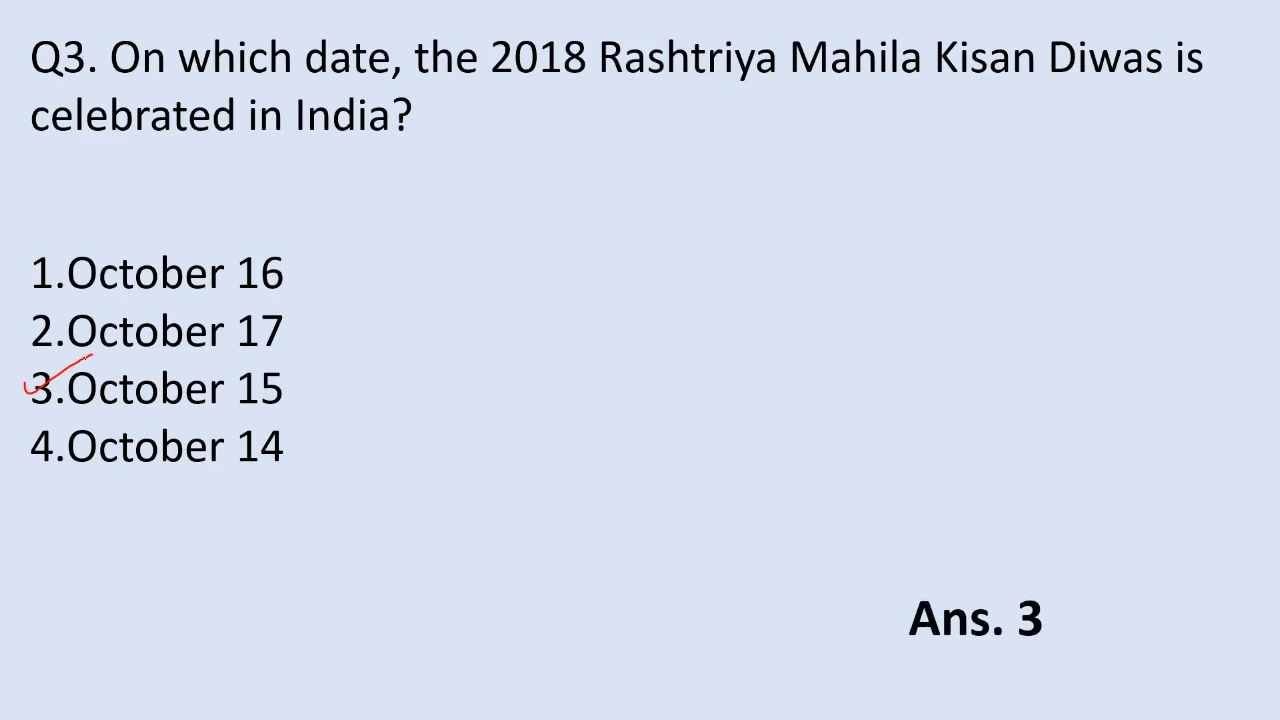 Q3. On which date, the 2018 Rashtriya Mahila Kisan Diwas is
celebrated in India?
1.October 16
2.October 17
3.October 15
4.October 14
Ans. 3